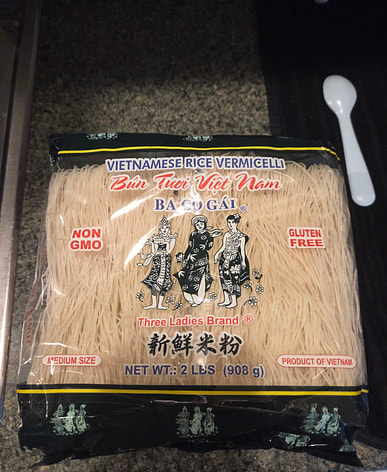 VIETNAMESE RICE VERMICELLI
Bún Tươi Việt Nam
BA CÔ GÁI ®
NON
GMO
GLUTEN
FREE
Three Ladies Brand ®
新鮮米粉
MEDIUM SIZE
PRODUCT OF VIETNAM
NET WT.: 2 LBS (908 g)